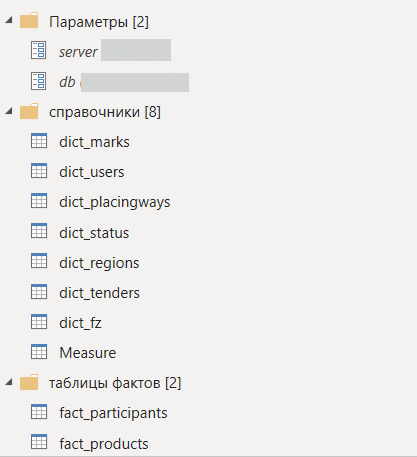 Параметры [2]
server
db
справочники [8]
dict_marks
dict_users
dict_placingways
dict_status
dict_regions
dict_tenders
dict_fz
Measure
таблицы фактов [2]
fact_participants
fact_products